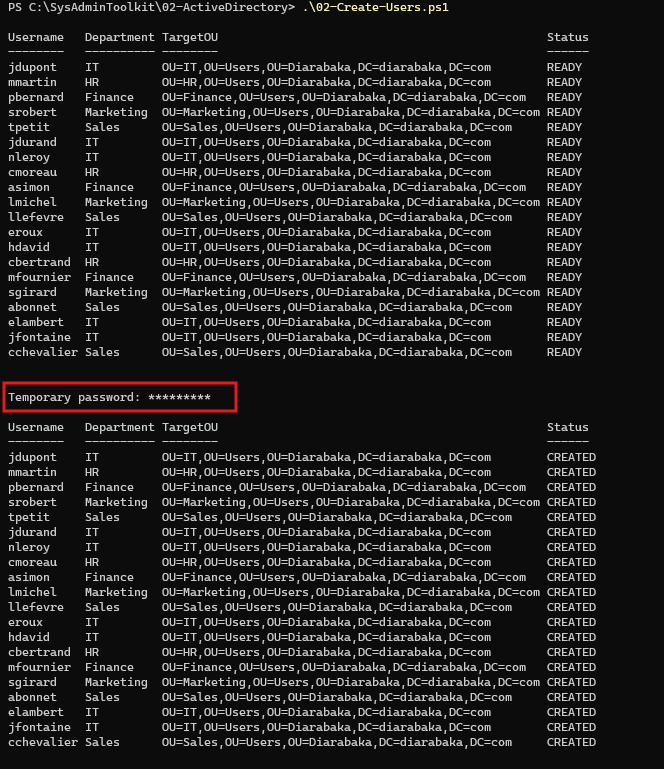 PS C:\SysAdminToolkit\02-ActiveDirectory> .\02-Create-Users.ps1
Username   Department TargetOU                                              Status
--------   ---------- --------                                              ------
jdupont    IT         OU=IT,OU=Users,OU=Diarabaka,DC=diarabaka,DC=com        READY
mmartin    HR         OU=HR,OU=Users,OU=Diarabaka,DC=diarabaka,DC=com        READY
pbernard   Finance    OU=Finance,OU=Users,OU=Diarabaka,DC=diarabaka,DC=com   READY
srobert    Marketing  OU=Marketing,OU=Users,OU=Diarabaka,DC=diarabaka,DC=com READY
tpetit     Sales      OU=Sales,OU=Users,OU=Diarabaka,DC=diarabaka,DC=com     READY
jdurand    IT         OU=IT,OU=Users,OU=Diarabaka,DC=diarabaka,DC=com        READY
nleroy     IT         OU=IT,OU=Users,OU=Diarabaka,DC=diarabaka,DC=com        READY
cmoreau    HR         OU=HR,OU=Users,OU=Diarabaka,DC=diarabaka,DC=com        READY
asimon     Finance    OU=Finance,OU=Users,OU=Diarabaka,DC=diarabaka,DC=com   READY
lmichel    Marketing  OU=Marketing,OU=Users,OU=Diarabaka,DC=diarabaka,DC=com READY
llefevre   Sales      OU=Sales,OU=Users,OU=Diarabaka,DC=diarabaka,DC=com     READY
eroux      IT         OU=IT,OU=Users,OU=Diarabaka,DC=diarabaka,DC=com        READY
hdavid     IT         OU=IT,OU=Users,OU=Diarabaka,DC=diarabaka,DC=com        READY
cbertrand  HR         OU=HR,OU=Users,OU=Diarabaka,DC=diarabaka,DC=com        READY
mfournier  Finance    OU=Finance,OU=Users,OU=Diarabaka,DC=diarabaka,DC=com   READY
sgirard    Marketing  OU=Marketing,OU=Users,OU=Diarabaka,DC=diarabaka,DC=com READY
abonnet    Sales      OU=Sales,OU=Users,OU=Diarabaka,DC=diarabaka,DC=com     READY
elambert   IT         OU=IT,OU=Users,OU=Diarabaka,DC=diarabaka,DC=com        READY
jfontaine  IT         OU=IT,OU=Users,OU=Diarabaka,DC=diarabaka,DC=com        READY
cchevalier Sales      OU=Sales,OU=Users,OU=Diarabaka,DC=diarabaka,DC=com     READY
Temporary password: *********
Username   Department TargetOU                                              Status
--------   ---------- --------                                              ------
jdupont    IT         OU=IT,OU=Users,OU=Diarabaka,DC=diarabaka,DC=com        CREATED
mmartin    HR         OU=HR,OU=Users,OU=Diarabaka,DC=diarabaka,DC=com        CREATED
pbernard   Finance    OU=Finance,OU=Users,OU=Diarabaka,DC=diarabaka,DC=com   CREATED
srobert    Marketing  OU=Marketing,OU=Users,OU=Diarabaka,DC=diarabaka,DC=com CREATED
tpetit     Sales      OU=Sales,OU=Users,OU=Diarabaka,DC=diarabaka,DC=com     CREATED
jdurand    IT         OU=IT,OU=Users,OU=Diarabaka,DC=diarabaka,DC=com        CREATED
nleroy     IT         OU=IT,OU=Users,OU=Diarabaka,DC=diarabaka,DC=com        CREATED
cmoreau    HR         OU=HR,OU=Users,OU=Diarabaka,DC=diarabaka,DC=com        CREATED
asimon     Finance    OU=Finance,OU=Users,OU=Diarabaka,DC=diarabaka,DC=com   CREATED
lmichel    Marketing  OU=Marketing,OU=Users,OU=Diarabaka,DC=diarabaka,DC=com CREATED
llefevre   Sales      OU=Sales,OU=Users,OU=Diarabaka,DC=diarabaka,DC=com     CREATED
eroux      IT         OU=IT,OU=Users,OU=Diarabaka,DC=diarabaka,DC=com        CREATED
hdavid     IT         OU=IT,OU=Users,OU=Diarabaka,DC=diarabaka,DC=com        CREATED
cbertrand  HR         OU=HR,OU=Users,OU=Diarabaka,DC=diarabaka,DC=com        CREATED
mfournier  Finance    OU=Finance,OU=Users,OU=Diarabaka,DC=diarabaka,DC=com   CREATED
sgirard    Marketing  OU=Marketing,OU=Users,OU=Diarabaka,DC=diarabaka,DC=com CREATED
abonnet    Sales      OU=Sales,OU=Users,OU=Diarabaka,DC=diarabaka,DC=com     CREATED
elambert   IT         OU=IT,OU=Users,OU=Diarabaka,DC=diarabaka,DC=com        CREATED
jfontaine  IT         OU=IT,OU=Users,OU=Diarabaka,DC=diarabaka,DC=com        CREATED
cchevalier Sales      OU=Sales,OU=Users,OU=Diarabaka,DC=diarabaka,DC=com     CREATED